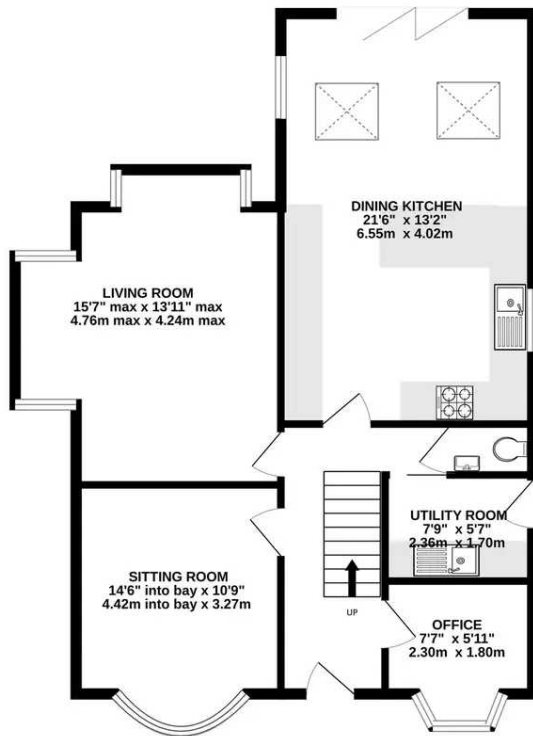 DINING KITCHEN
21'6" x 13'2"
6.55m x 4.02m
LIVING ROOM
15'7" max x 13'11" max
4.76m max x 4.24m max
UTILITY ROOM
7'9" x 5'7"
2.36m x 1.70m
SITTING ROOM
14'6" into bay x 10'9"
4.42m into bay x 3.27m
UP
OFFICE
7'7" x 5'11"
2.30m x 1.80m